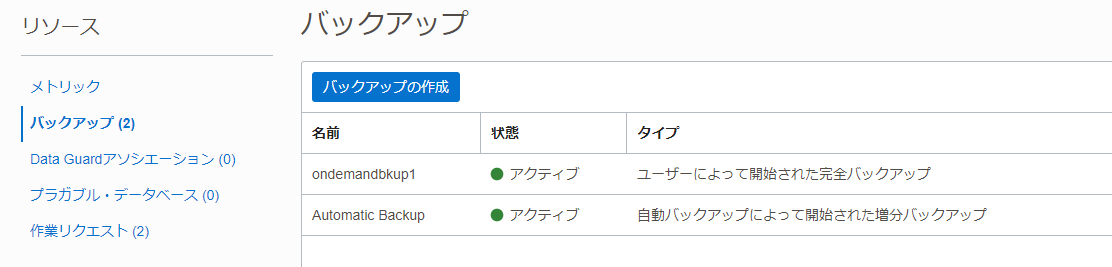 リソース
メトリック
バックアップ (2)
Data Guardアソシエーション (0)
プラガブル・データベース (0)
作業リクエスト (2)
バックアップ
バックアップの作成
名前 状態 タイプ
ondemandbkup1 アクティブ ユーザーによって開始された完全バックアップ
Automatic Backup アクティブ 自動バックアップによって開始された増分バックアップ